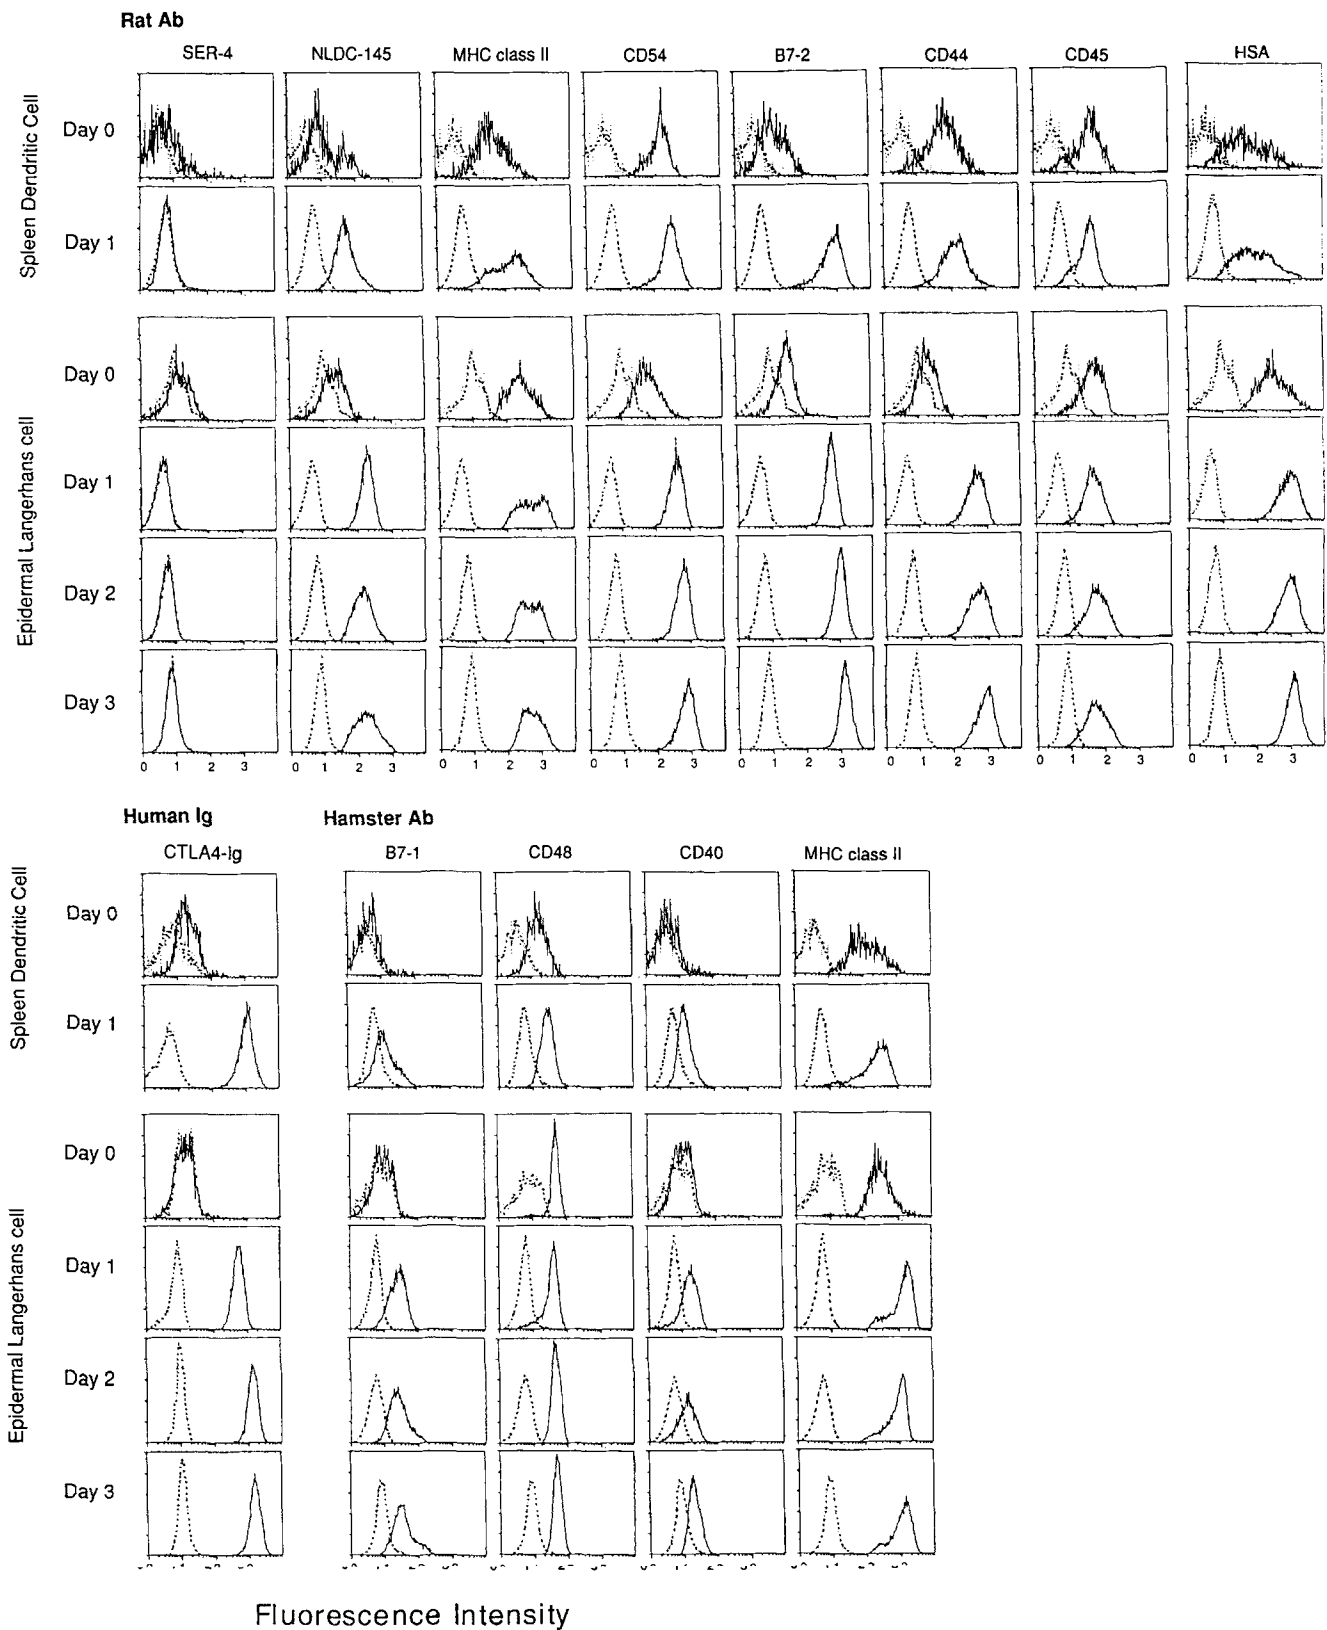 Rat Ab
SER-4 NLDC-145 MHC class II CD54 B7-2 CD44 CD45 HSA
Spleen Dendritic Cell
Day 0
Day 1
Epidermal Langerhans cell
Day 0
Day 1
Day 2
Day 3
0 1 2 3 0 1 2 3 0 1 2 3 0 1 2 3 0 1 2 3 0 1 2 3 0 1 2 3 0 1 2 3
Human Ig Hamster Ab
CTLA4-Ig B7-1 CD48 CD40 MHC class II
Spleen Dendritic Cell
Day 0
Day 1
Epidermal Langerhans cell
Day 0
Day 1
Day 2
Day 3
Fluorescence Intensity